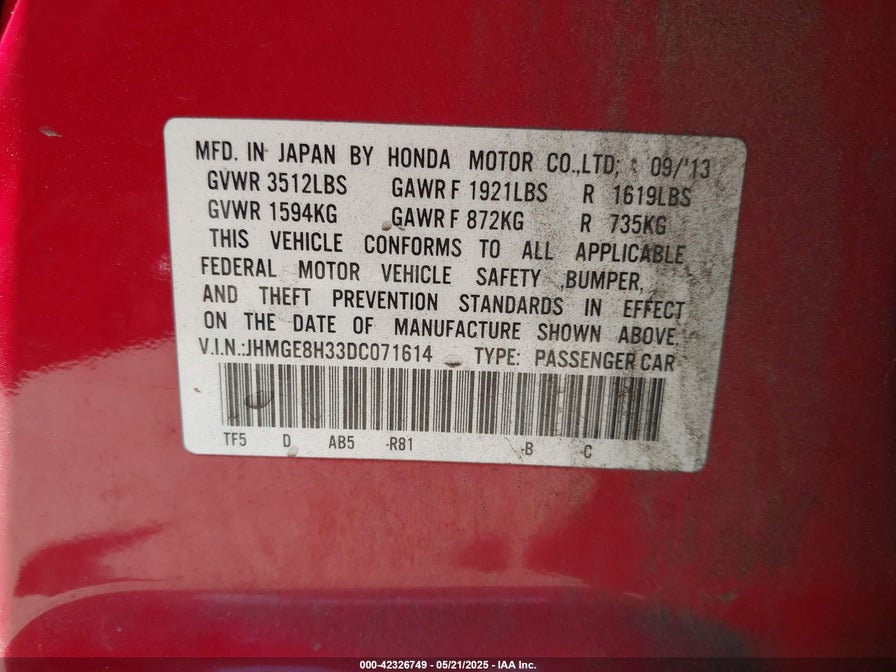 MFD. IN JAPAN BY HONDA MOTOR CO.,LTD; 09/'13
GVWR 3512LBS GAWR F 1921LBS R 1619LBS
GVWR 1594KG GAWR F 872KG R 735KG
THIS VEHICLE CONFORMS TO ALL APPLICABLE
FEDERAL MOTOR VEHICLE SAFETY ,BUMPER,
AND THEFT PREVENTION STANDARDS IN EFFECT
ON THE DATE OF MANUFACTURE SHOWN ABOVE.
V.I.N.:JHMGE8H33DC071614 TYPE: PASSENGER CAR
TF5 D AB5 -R81 -B -C
000-42326749 - 05/21/2025 - IAA Inc.